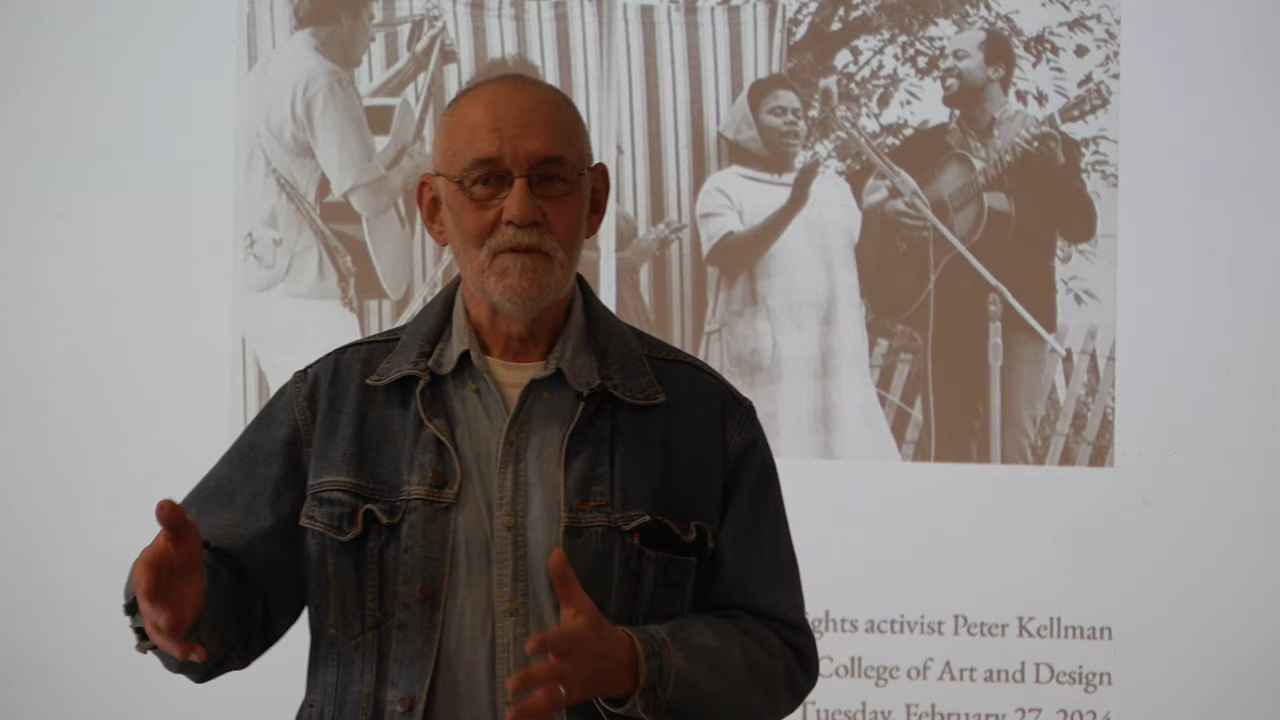 ghts activist Peter Kellman
College of Art and Design
Tuesday, February 27, 2024